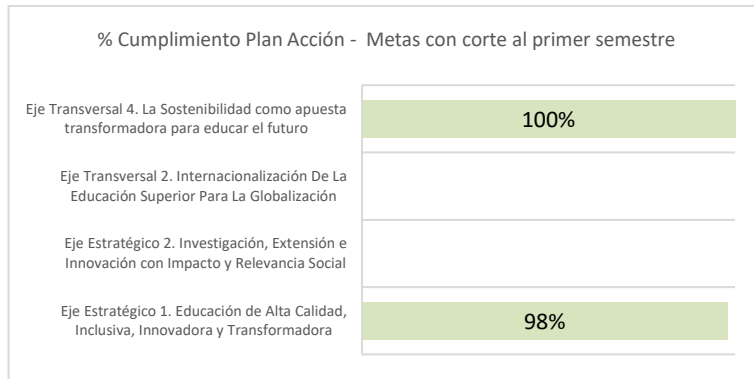 % Cumplimiento Plan Acción -  Metas con corte al primer semestre
Eje Transversal 4. La Sostenibilidad como apuesta
transformadora para educar el futuro
100%
Eje Transversal 2. Internacionalización De La
Educación Superior Para La Globalización
Eje Estratégico 2. Investigación, Extensión e
Innovación con Impacto y Relevancia Social
Eje Estratégico 1. Educación de Alta Calidad,
Inclusiva, Innovadora y Transformadora
98%